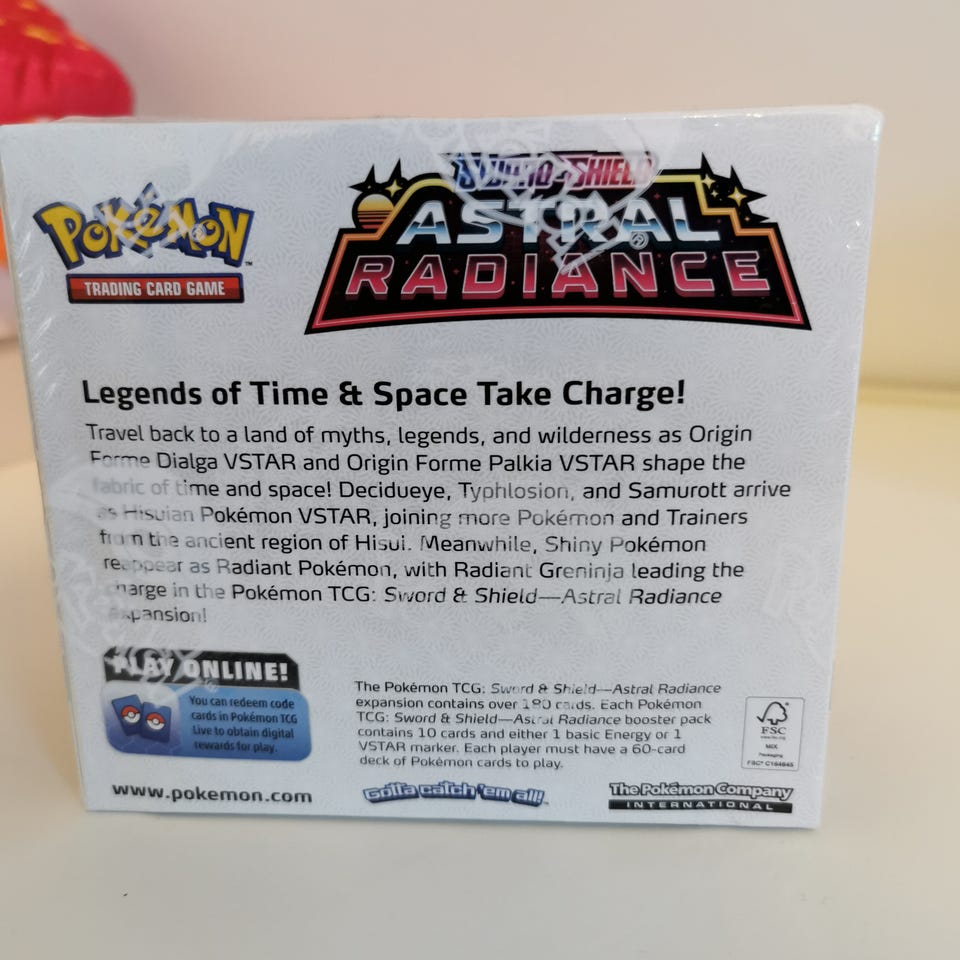 Pokémon
TRADING CARD GAME
SWORD & SHIELD
ASTRAL
RADIANCE
Legends of Time & Space Take Charge!
Travel back to a land of myths, legends, and wilderness as Origin
Forme Dialga VSTAR and Origin Forme Palkia VSTAR shape the
fabric of time and space! Decidueye, Typhlosion, and Samurott arrive
as Hisuian Pokémon VSTAR, joining more Pokémon and Trainers
from the ancient region of Hisui. Meanwhile, Shiny Pokémon
reappear as Radiant Pokémon, with Radiant Greninja leading the
charge in the Pokémon TCG: Sword & Shield—Astral Radiance
expansion!
PLAY ONLINE!
You can redeem code
cards in Pokémon TCG
Live to obtain digital
rewards for play.
The Pokémon TCG: Sword & Shield—Astral Radiance
expansion contains over 180 cards. Each Pokémon
TCG: Sword & Shield—Astral Radiance booster pack
contains 10 cards and either 1 basic Energy or 1
VSTAR marker. Each player must have a 60-card
deck of Pokémon cards to play.
FSC
www.fsc.org
MIX
Packaging
FSC® C164645
www.pokemon.com
Gotta catch 'em all!™
The Pokémon Company
INTERNATIONAL